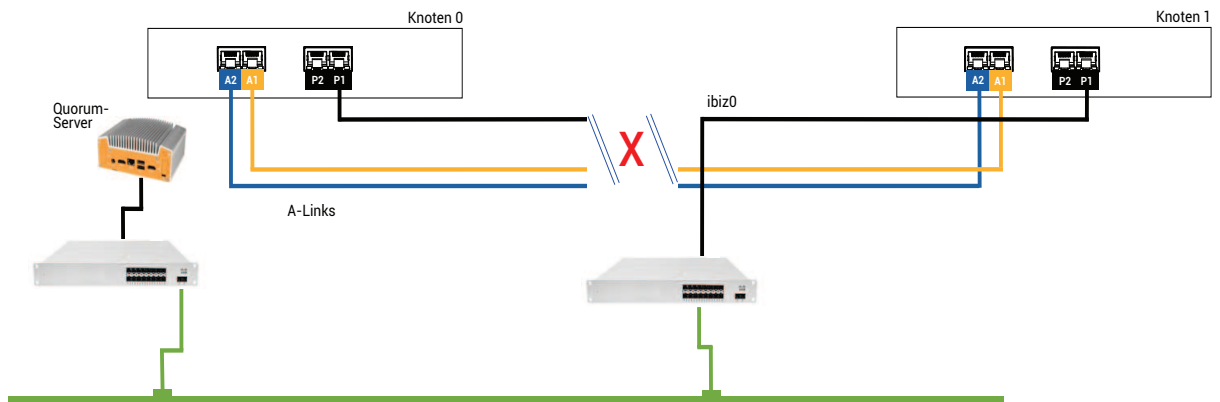 Knoten 0
Knoten 1
A2 A1 P2 P1
A2 A1 P2 P1
Quorum-
Server
ibiz0
X
A-Links